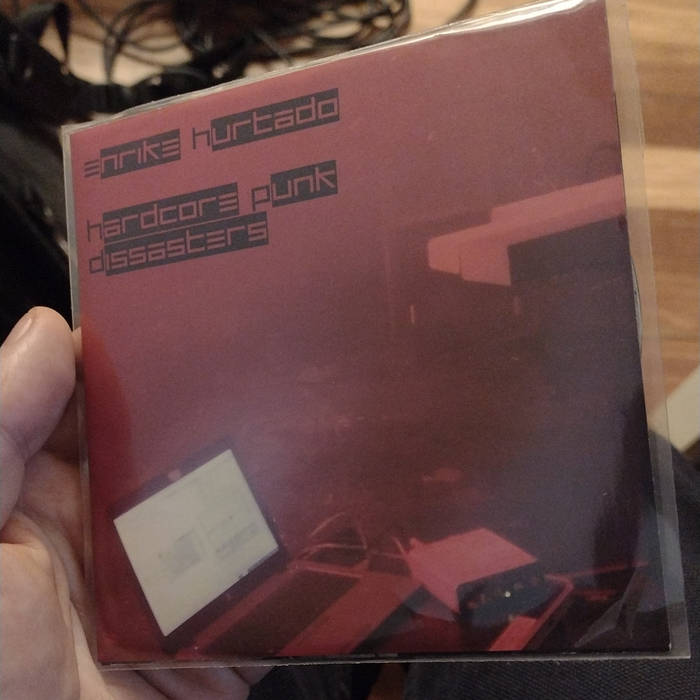 enrike hurtado
hardcore punk
dissasters